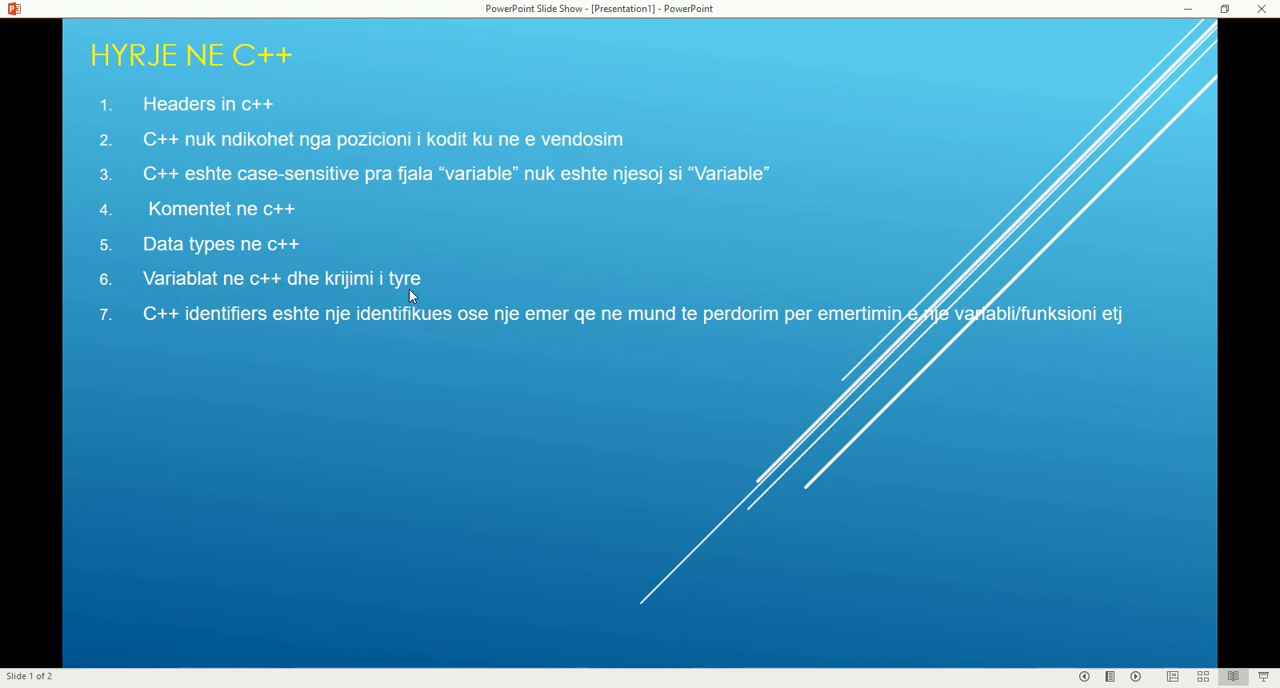 PowerPoint Slide Show - [Presentation1] - PowerPoint
HYRJE NE C++
1. Headers in c++
2. C++ nuk ndikohet nga pozicioni i kodit ku ne e vendosim
3. C++ eshte case-sensitive pra fjala “variable” nuk eshte njesoj si “Variable”
4. Komentet ne c++
5. Data types ne c++
6. Variablat ne c++ dhe krijimi i tyre
7. C++ identifiers eshte nje identifikues ose nje emer qe ne mund te perdorim per emertimin e nje variabli/funksioni etj
Slide 1 of 2